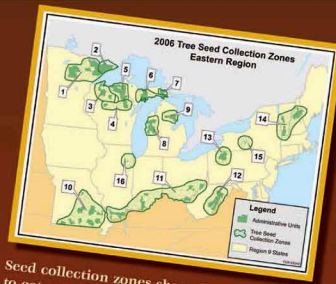 2006 Tree Seed Collection Zones
Eastern Region
2
5
6
7
1
3
4
9
8
14
13
15
16
11
12
10
Legend
Administrative Units
Tree Seed
Collection Zones
Region 9 States
Seed collection zones